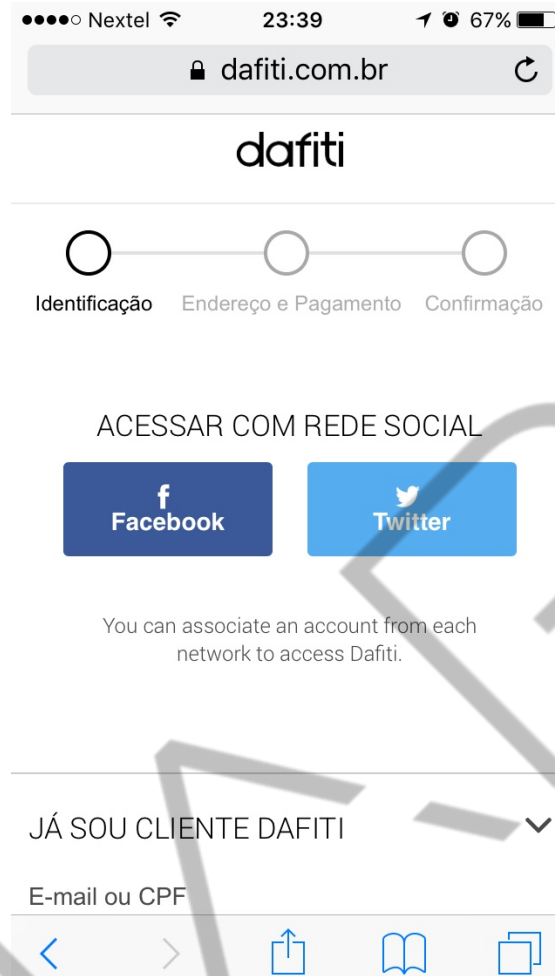 Nextel 23:39 67%
dafiti.com.br
dafiti
Identificação Endereço e Pagamento Confirmação
ACESSAR COM REDE SOCIAL
f
Facebook Twitter
You can associate an account from each
network to access Dafiti.
JÁ SOU CLIENTE DAFITI
E-mail ou CPF